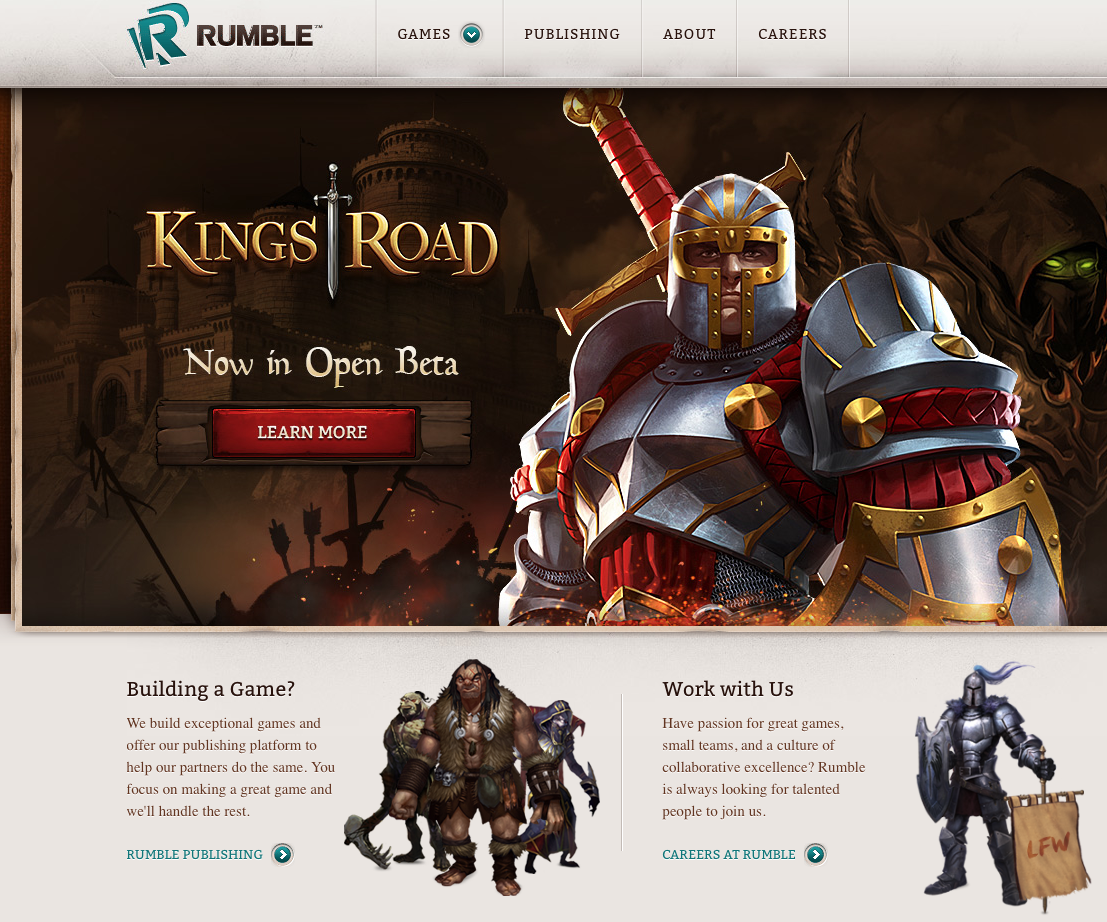 RUMBLE™
GAMES
PUBLISHING
ABOUT
CAREERS
KINGS ROAD
Now in Open Beta
LEARN MORE
Building a Game?
We build exceptional games and
offer our publishing platform to
help our partners do the same. You
focus on making a great game and
we'll handle the rest.
RUMBLE PUBLISHING
Work with Us
Have passion for great games,
small teams, and a culture of
collaborative excellence? Rumble
is always looking for talented
people to join us.
CAREERS AT RUMBLE
LFW